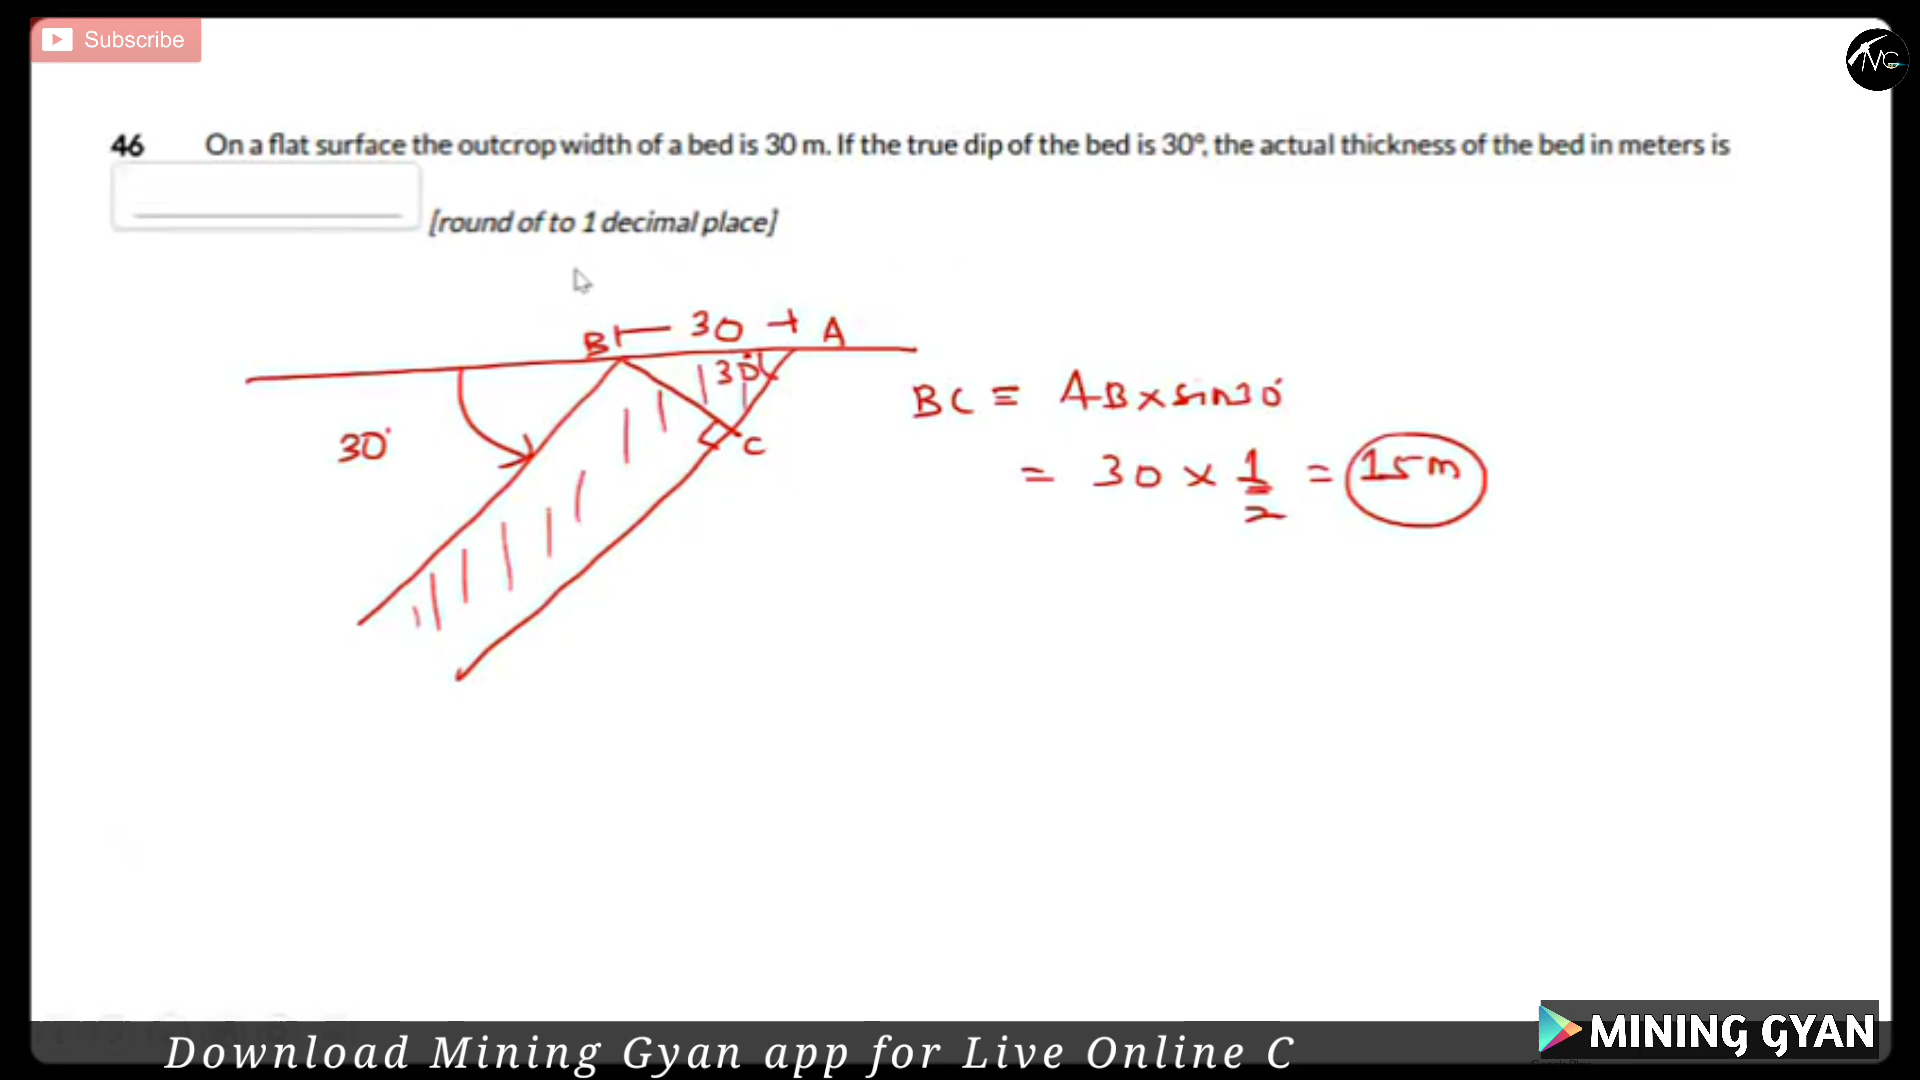 Subscribe
NG
46 On a flat surface the outcrop width of a bed is 30 m. If the true dip of the bed is 30°, the actual thickness of the bed in meters is
[round of to 1 decimal place]
B 30 A
30°
30°
C
BC = AB x sin30°
= 30 x 1/2 = 15m
Download Mining Gyan app for Live Online C
MINING GYAN